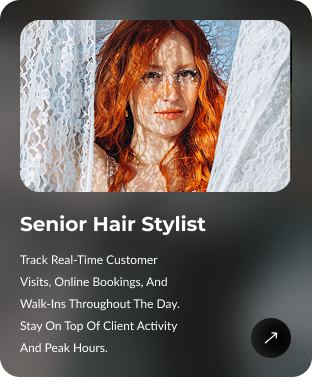 Senior Hair Stylist
Track Real-Time Customer
Visits, Online Bookings, And
Walk-Ins Throughout The Day.
Stay On Top Of Client Activity
And Peak Hours.